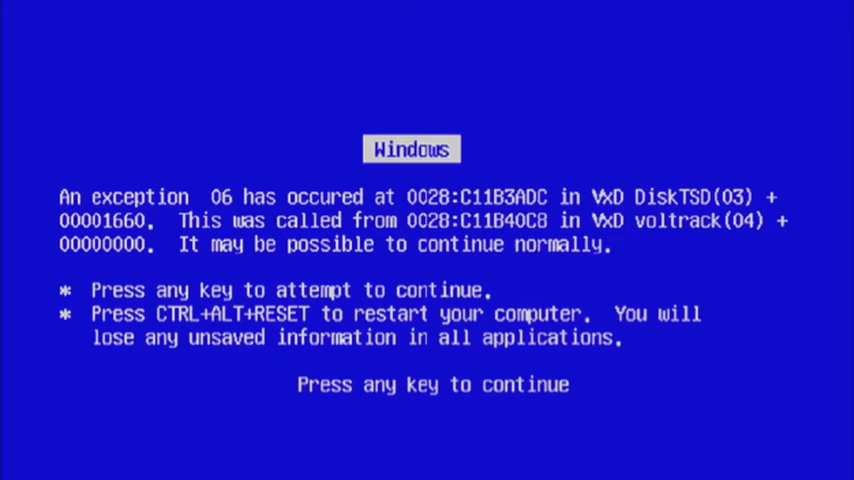 Windows
An exception  06 has occured at 0028:C11B3ADC in VxD DiskTSD(03) +
00001660.  This was called from 0028:C11B40C8 in VxD voltrack(04) +
00000000.  It may be possible to continue normally.
*  Press any key to attempt to continue.
*  Press CTRL+ALT+RESET to restart your computer.  You will
lose any unsaved information in all applications.
Press any key to continue